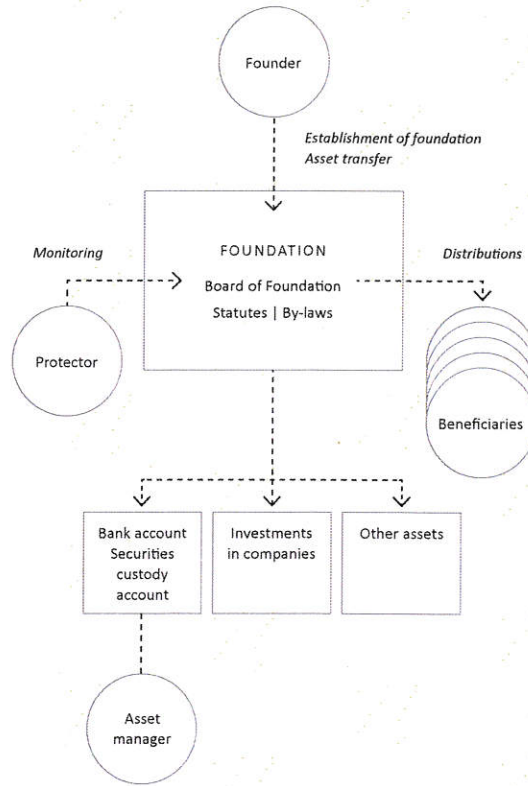 Founder
Establishment of foundation
Asset transfer
Monitoring
FOUNDATION
Board of Foundation
Statutes | By-laws
Distributions
Protector
Beneficiaries
Bank account
Securities
custody
account
Investments
in companies
Other assets
Asset
manager